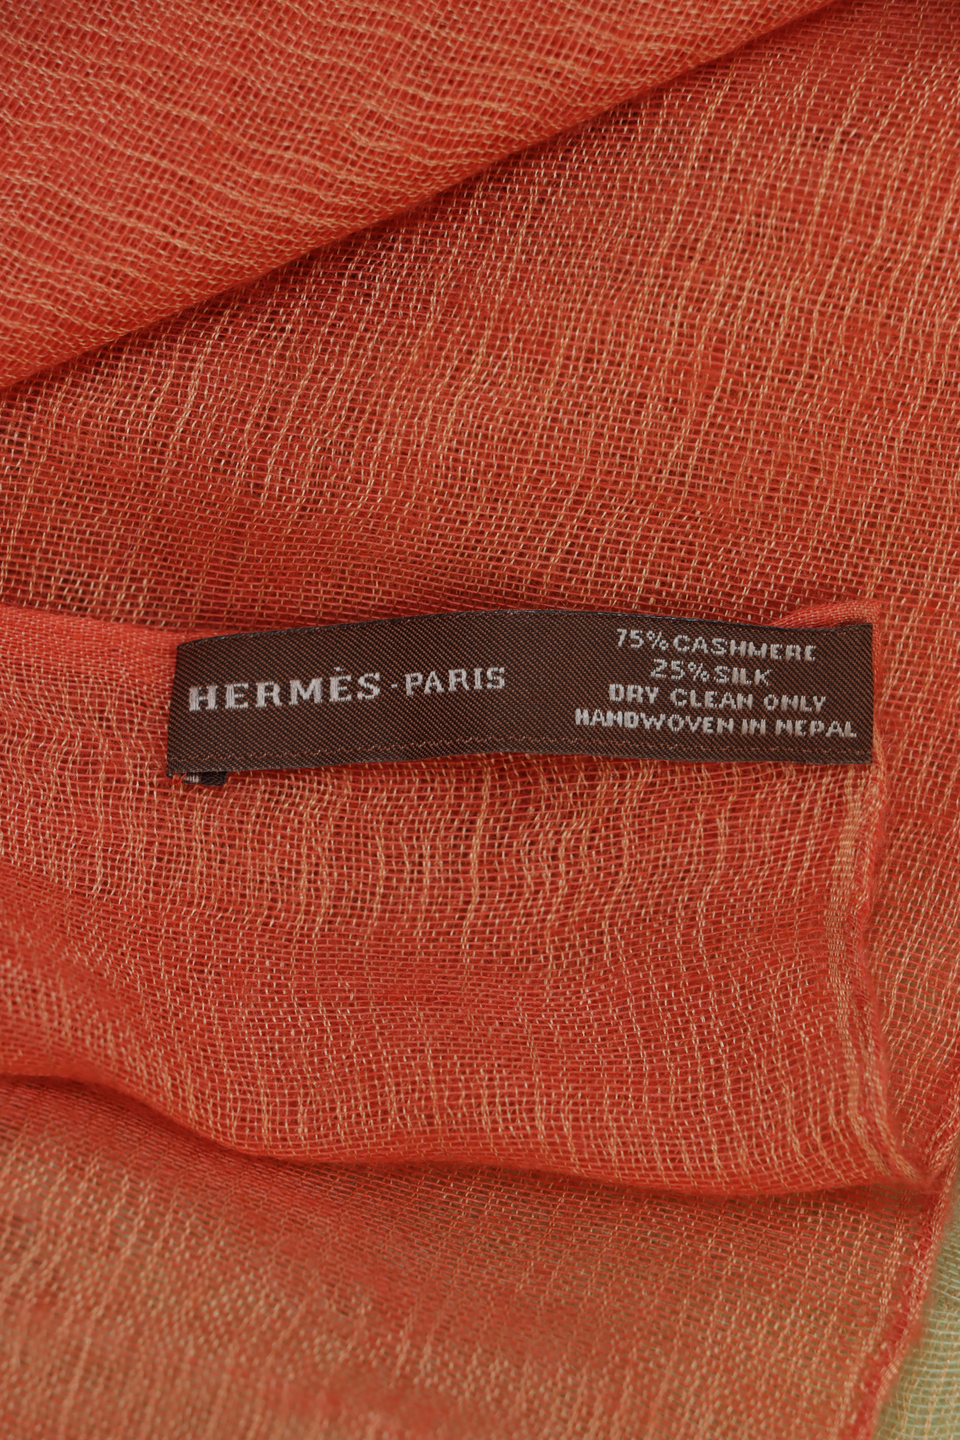 HERMÈS-PARIS
75% CASHMERE
25% SILK
DRY CLEAN ONLY
HANDWOVEN IN NEPAL